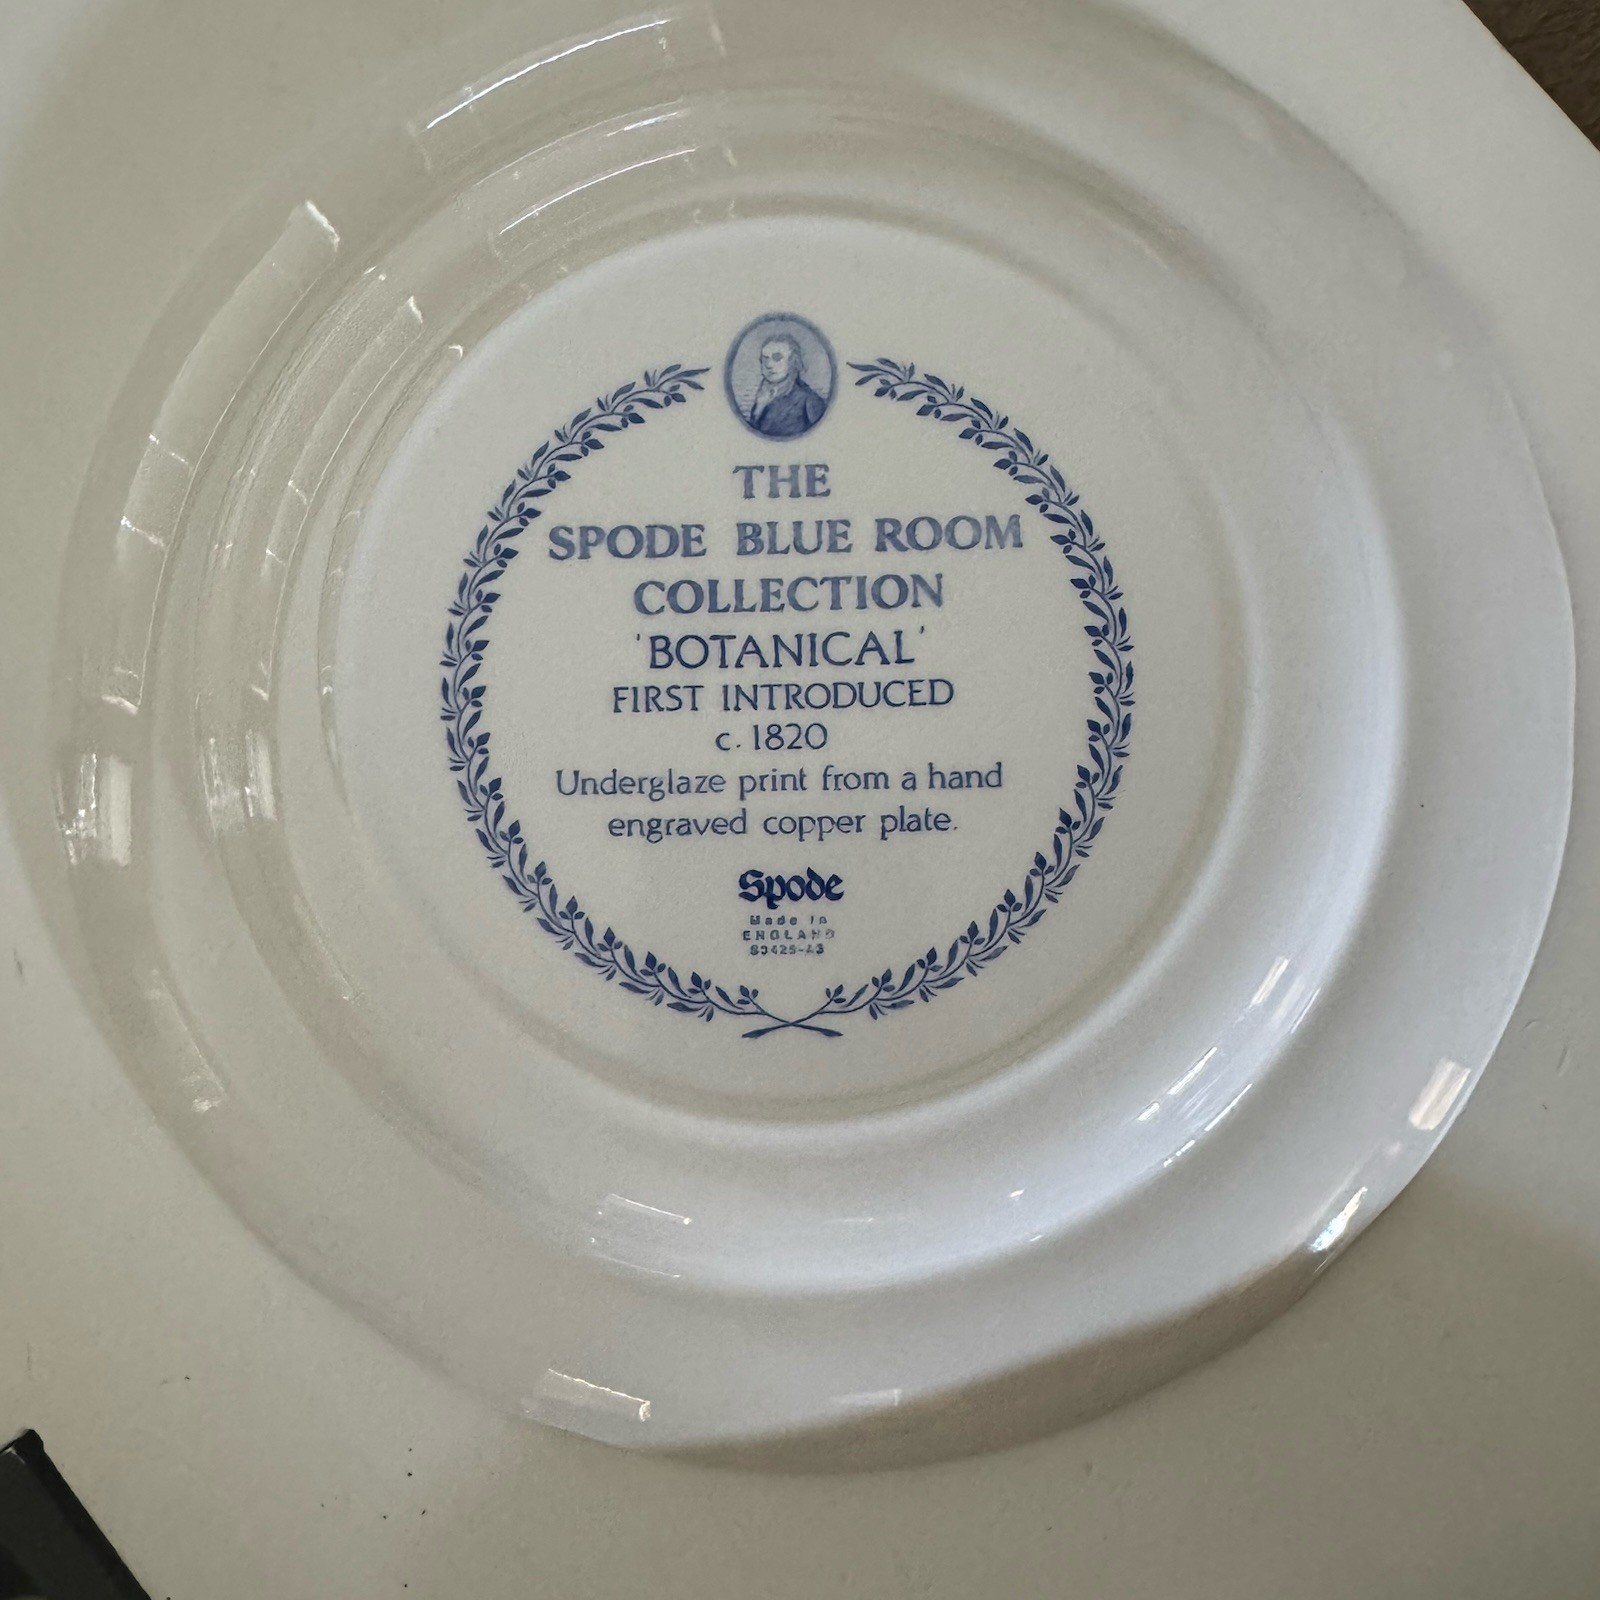 THE
SPODE BLUE ROOM
COLLECTION
'BOTANICAL'
FIRST INTRODUCED
c. 1820
Underglaze print from a hand
engraved copper plate.
Spode
Made in
ENGLAND